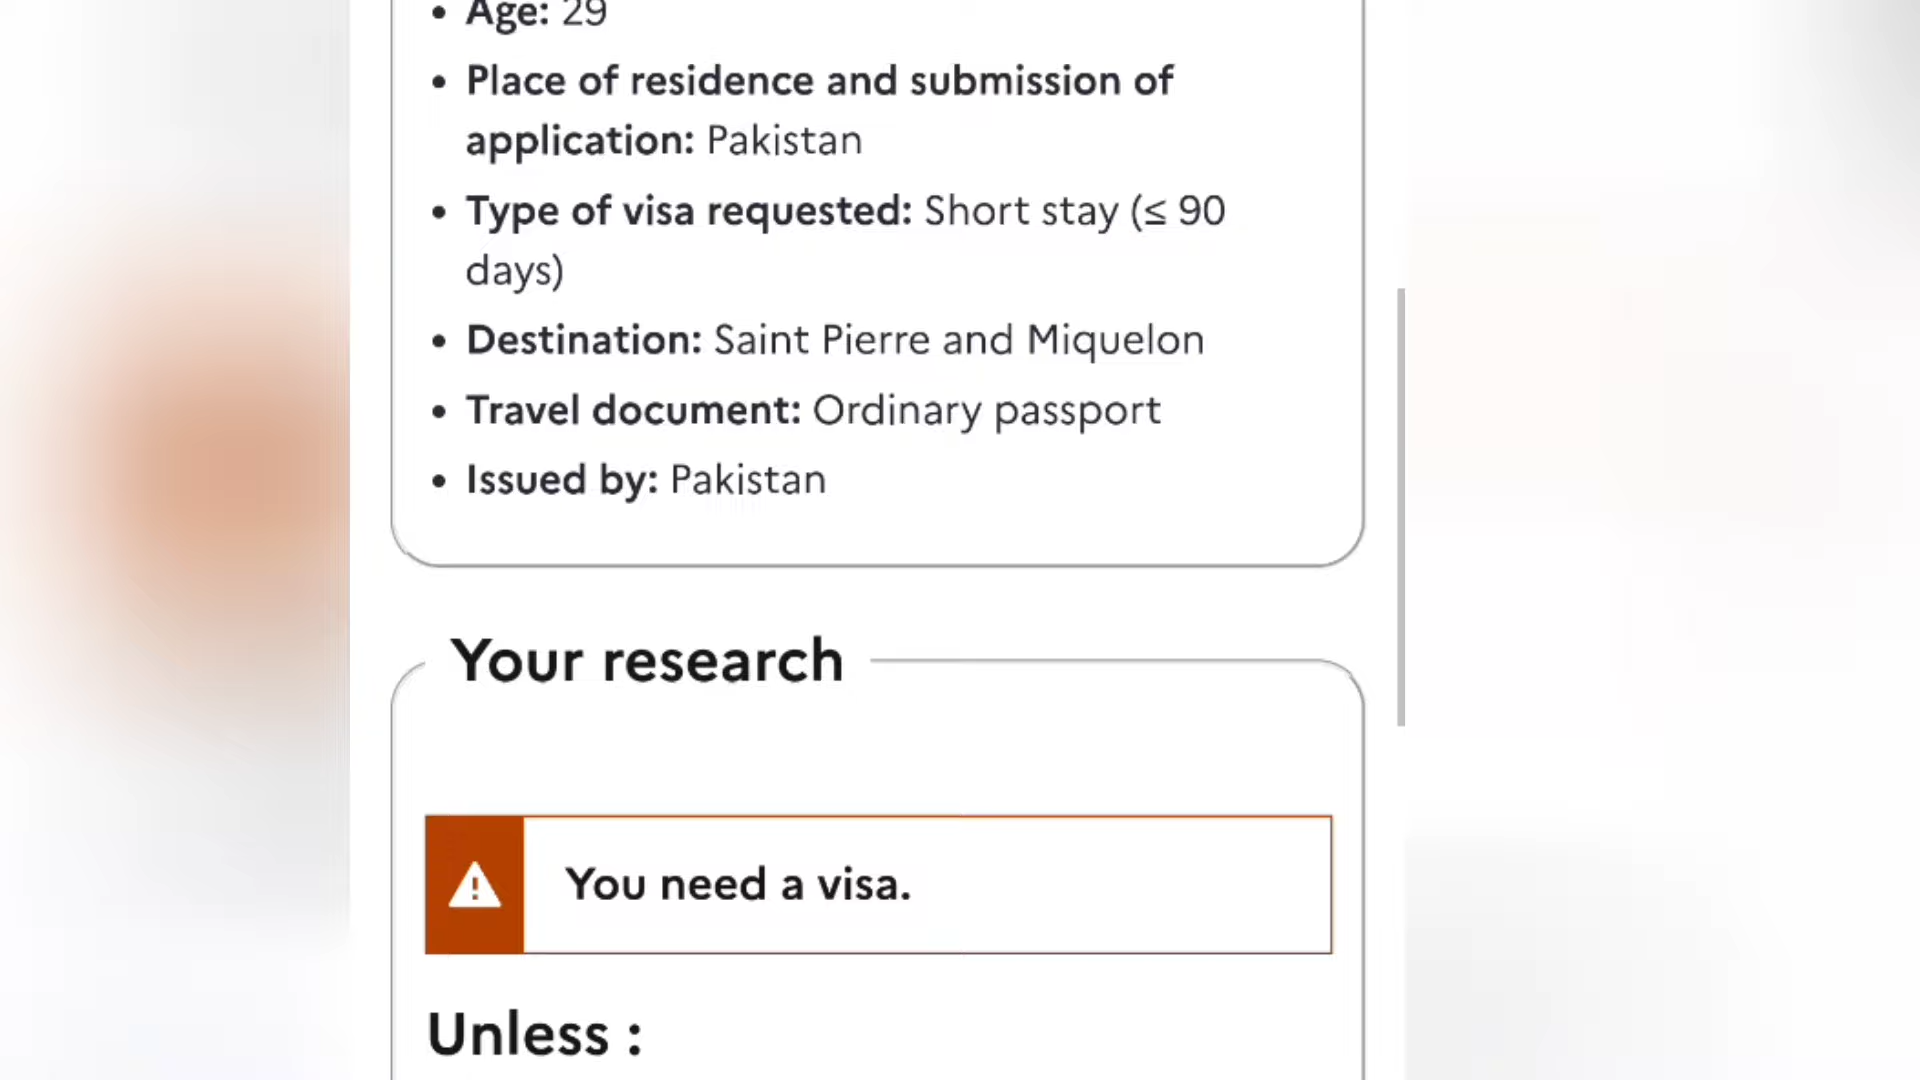 • Age: 29
• Place of residence and submission of
application: Pakistan
• Type of visa requested: Short stay (≤ 90
days)
• Destination: Saint Pierre and Miquelon
• Travel document: Ordinary passport
• Issued by: Pakistan
Your research
You need a visa.
Unless :